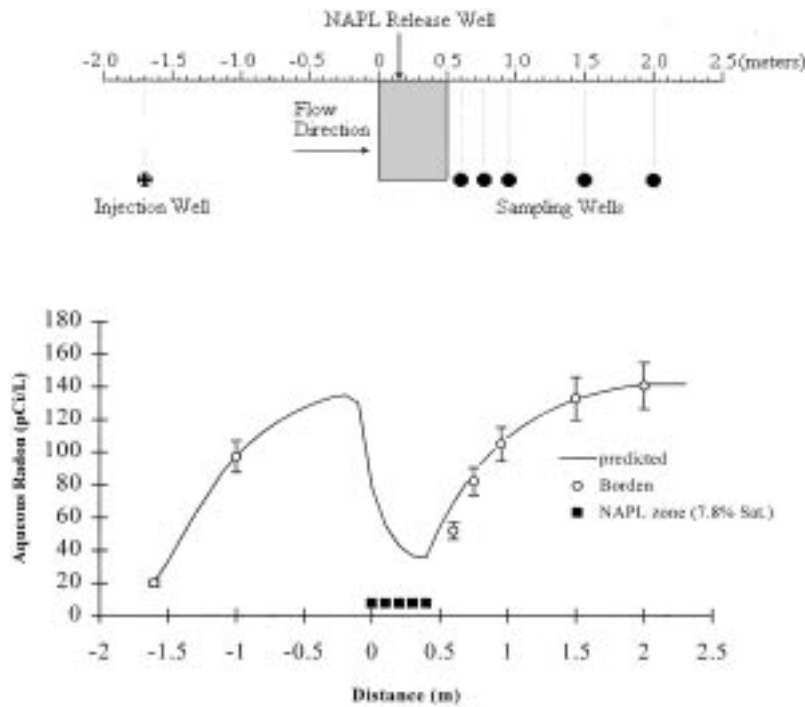 NAPL Release Well
-2.0 -1.5 -1.0 -0.5 0 0.5 1.0 1.5 2.0 2.5 (meters)
Flow
Direction
Injection Well
Sampling Wells
180
160
140
120
100
80
60
40
20
0
Aqueous Radon (pCi/L)
predicted
Borden
NAPL zone (7.8% Sat.)
-2 -1.5 -1 -0.5 0 0.5 1 1.5 2 2.5
Distance (m)